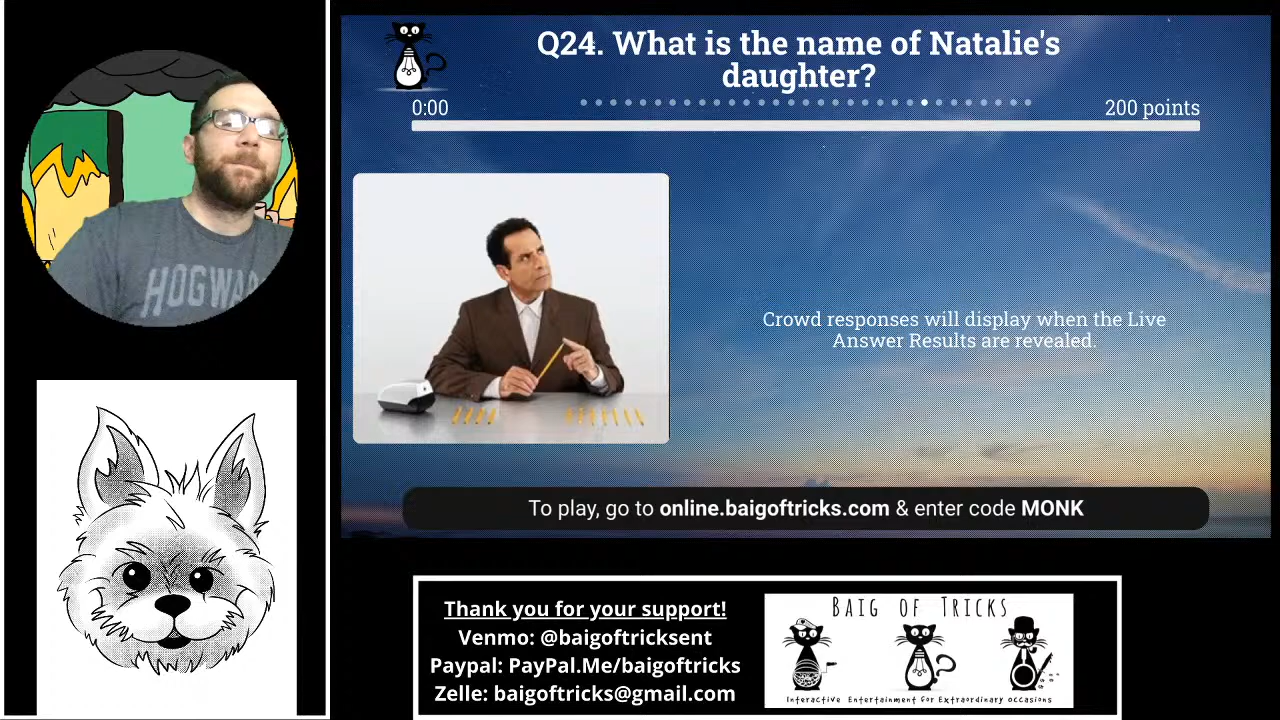 Q24. What is the name of Natalie's
daughter?
0:00
200 points
HOGWA
Crowd responses will display when the Live
Answer Results are revealed.
To play, go to online.baigoftricks.com & enter code MONK
Thank you for your support!
Venmo: @baigoftricksent
Paypal: PayPal.Me/baigoftricks
Zelle: baigoftricks@gmail.com
BAIG OF TRICKS
Interactive Entertainment for Extraordinary occasions